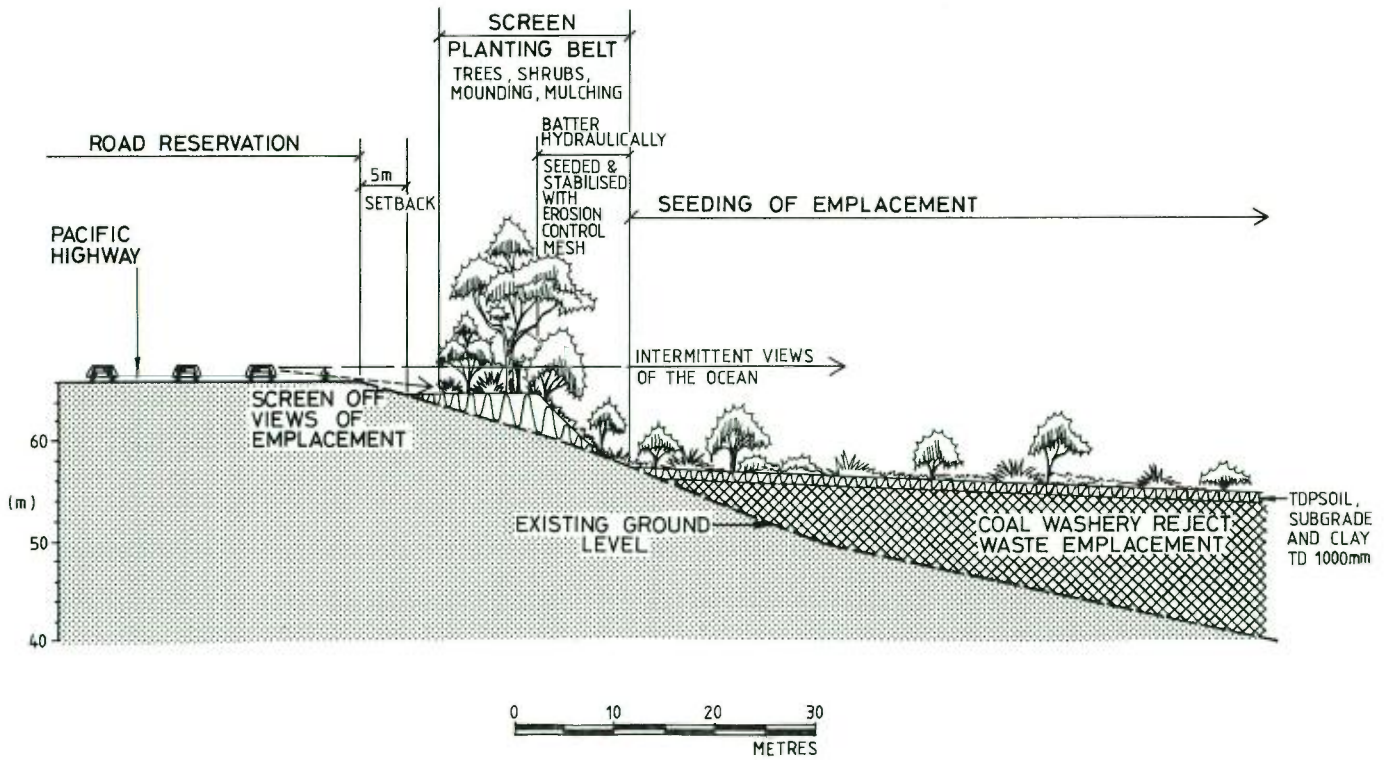 SCREEN
PLANTING BELT
TREES, SHRUBS,
MOUNDING, MULCHING
BATTER
HYDRAULICALLY
SEEDED &
STABILISED
WITH
EROSION
CONTROL
MESH
ROAD RESERVATION
5m
SETBACK
SEEDING OF EMPLACEMENT
PACIFIC
HIGHWAY
INTERMITTENT VIEWS
OF THE OCEAN
SCREEN OFF
VIEWS OF
EMPLACEMENT
60
(m)
50
40
EXISTING GROUND
LEVEL
COAL WASHERY REJECT
WASTE EMPLACEMENT
TOPSOIL,
SUBGRADE
AND CLAY
TO 1000mm
0 10 20 30
METRES